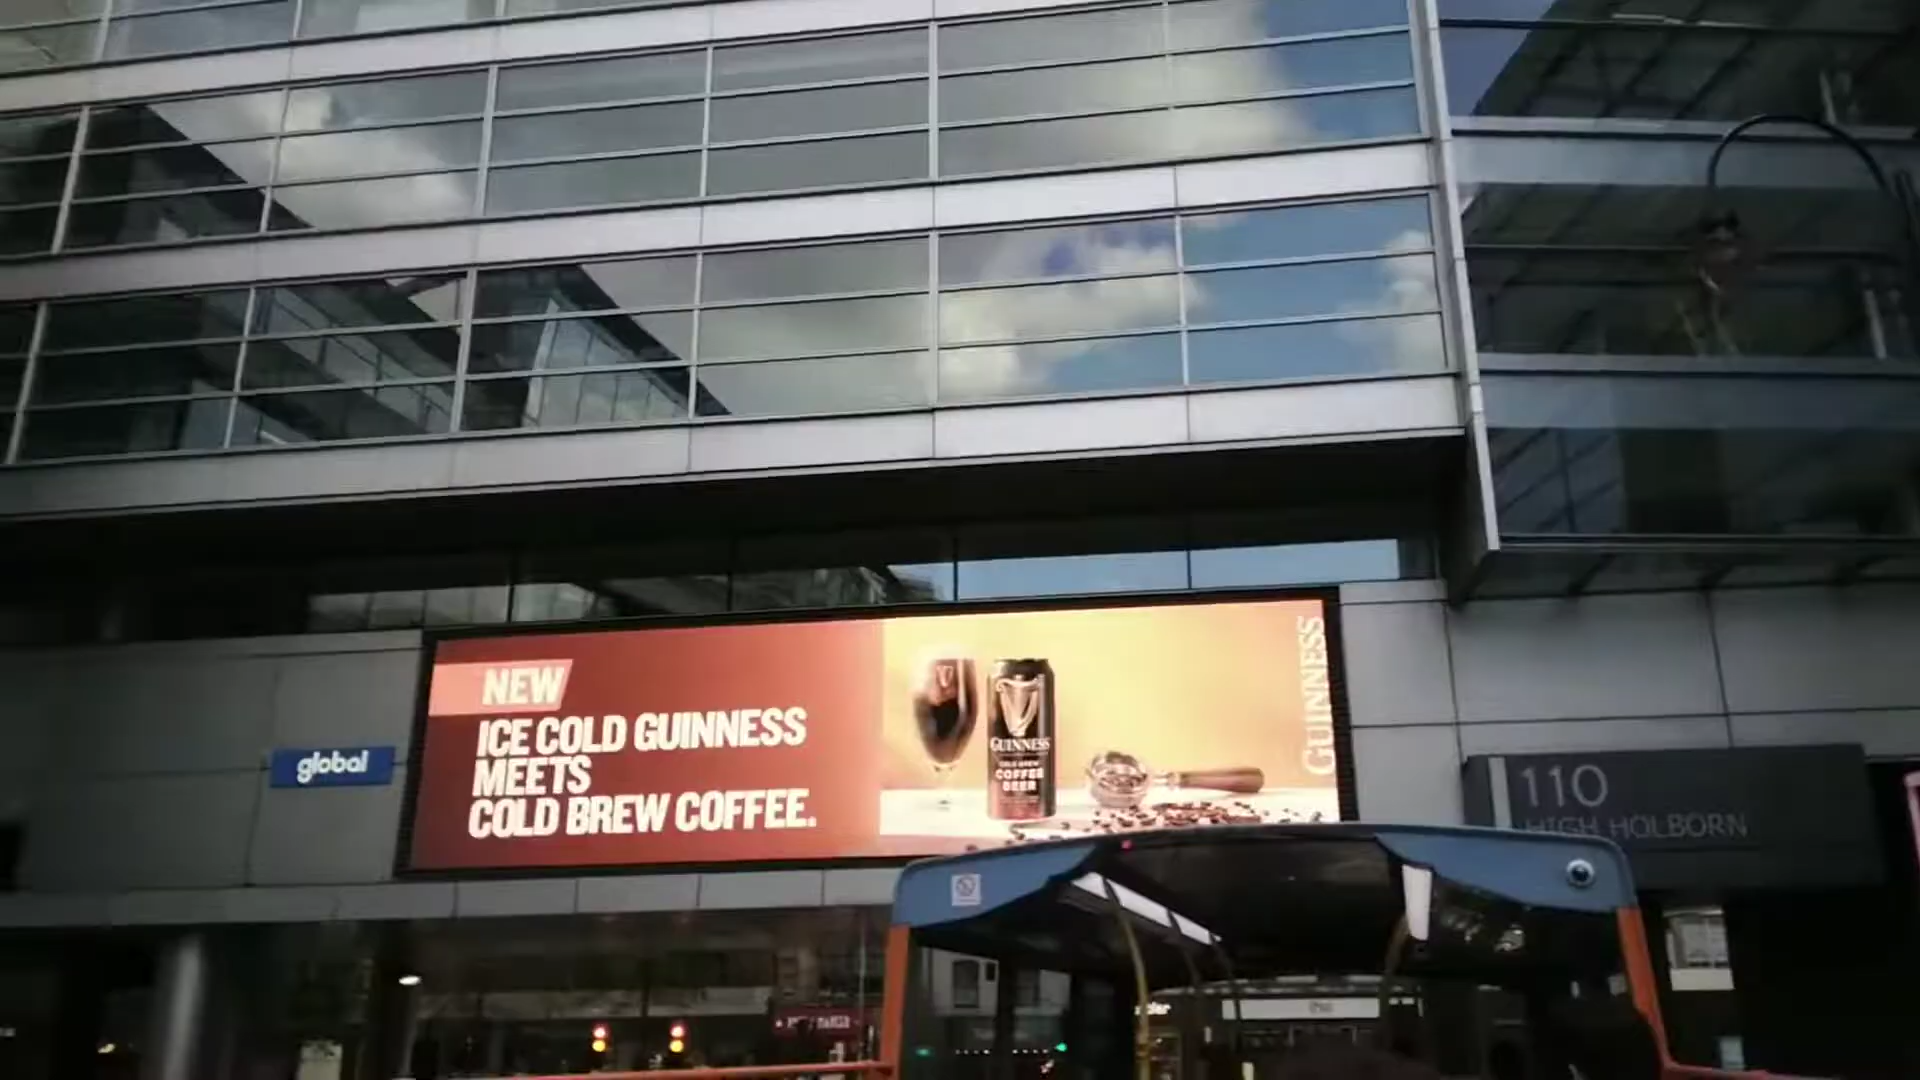 NEW
ICE COLD GUINNESS
MEETS
COLD BREW COFFEE.
GUINNESS
COLD BREW
COFFEE
BEER
GUINNESS
global
110
HIGH HOLBORN